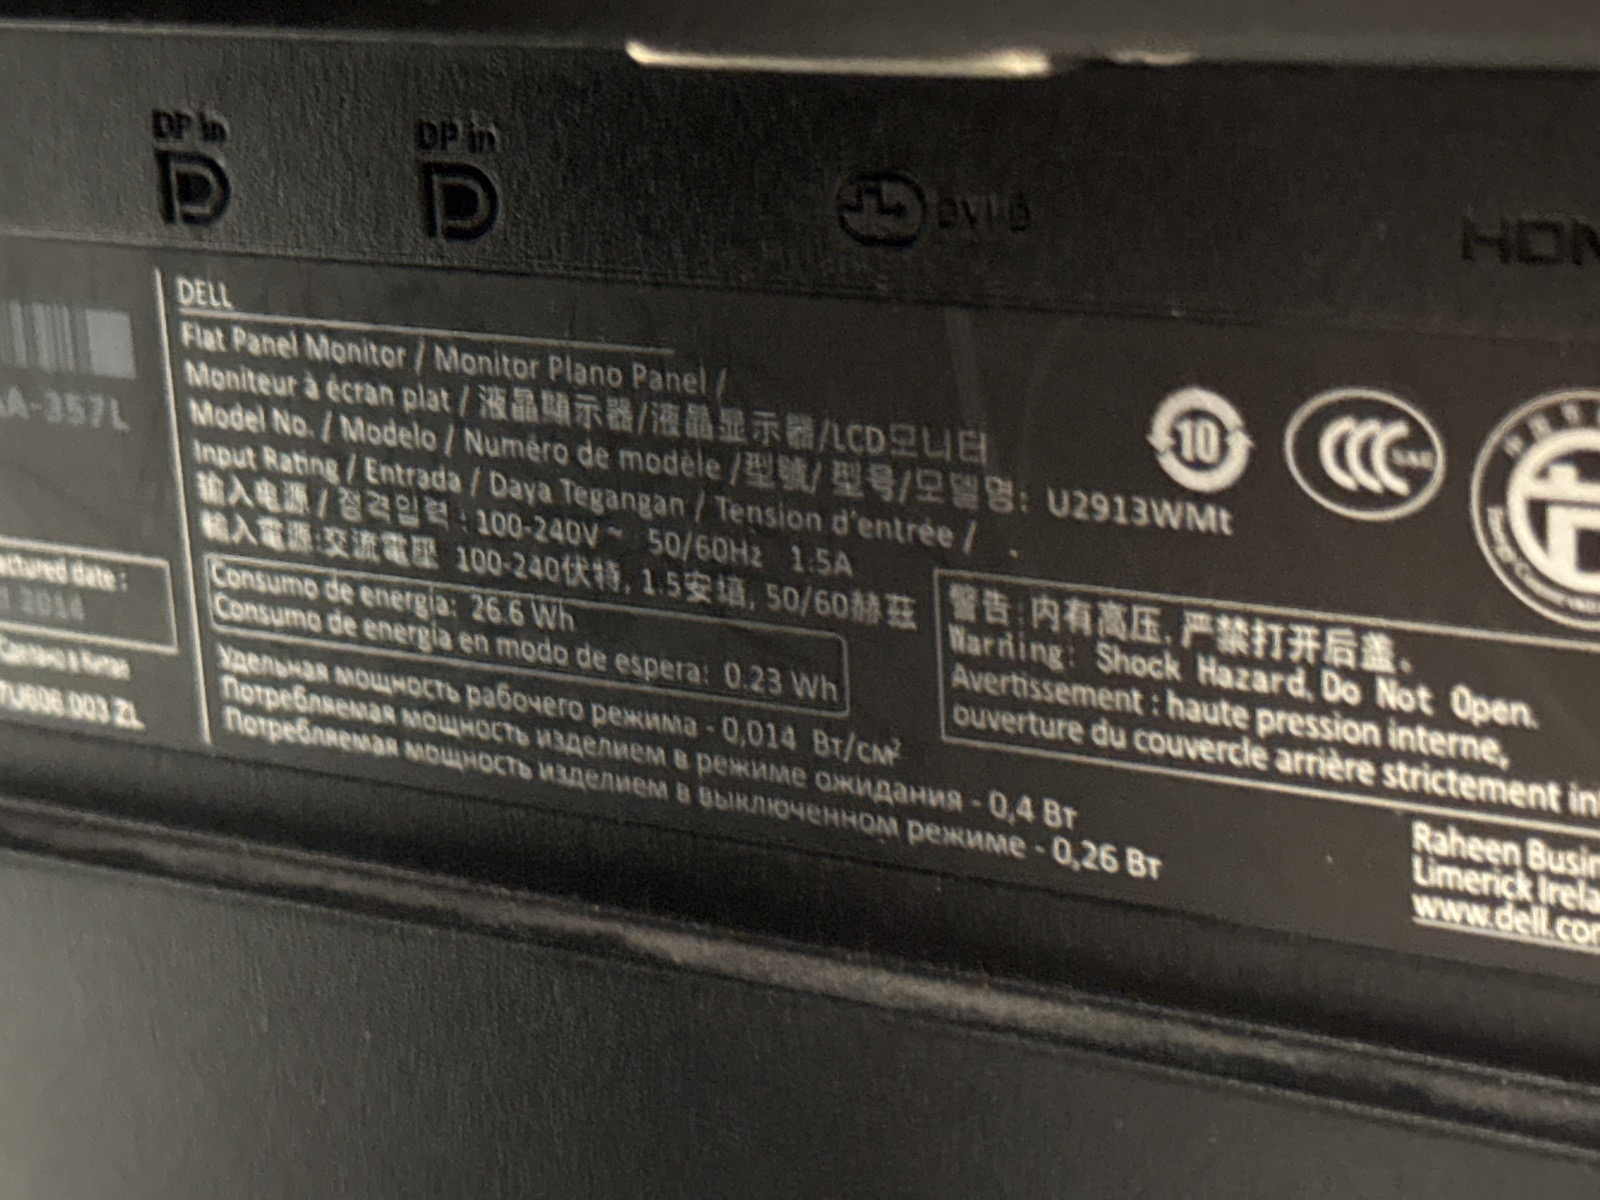 DP in
DP in
DVI-D
DELL
Flat Panel Monitor / Monitor Plano Panel /
Moniteur à écran plat / 液晶顯示器/液晶显示器/LCD모니터
Model No. / Modelo / Numéro de modèle /型號/ 型号/모델명: U2913WMt
Input Rating / Entrada / Daya Tegangan / Tension d'entrée /
输入电源 / 정격입력 : 100-240V ~ 50/60Hz 1.5A
輸入電源:交流電壓 100-240伏特, 1.5安培, 50/60赫茲
Consumo de energía: 26.6 Wh
Consumo de energía en modo de espera: 0.23 Wh
Удельная мощность рабочего режима - 0,014 Вт/см²
Потребляемая мощность изделием в режиме ожидания - 0,4 Вт
Потребляемая мощность изделием в выключенном режиме - 0,26 Вт
10
CCC
警告: 内有高压, 严禁打开后盖。
Warning: Shock Hazard, Do Not Open.
Avertissement : haute pression interne,
ouverture du couvercle arrière strictement
Raheen
Limerick
www.dell.
A-357L
date :
Сделано в Китае